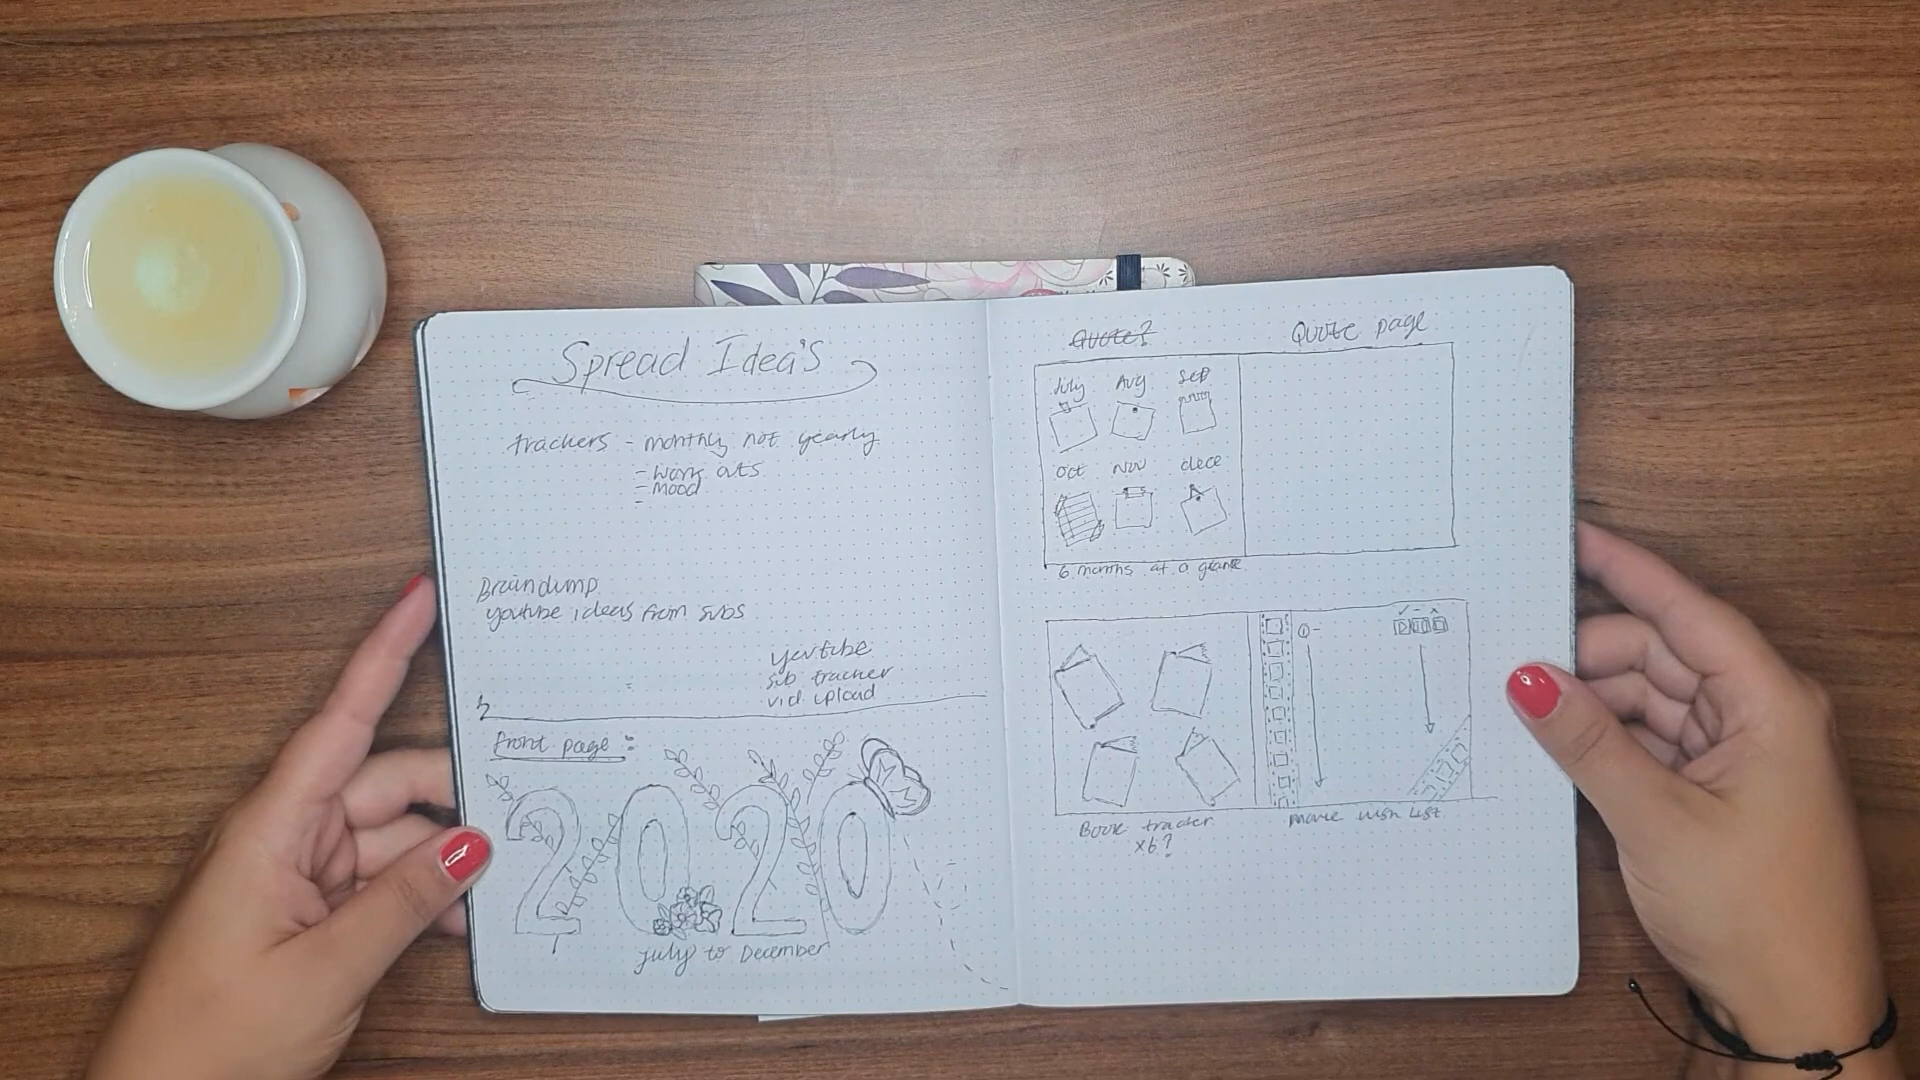 Spread Idea's
trackers - monthly not yearly
- work outs
- mood
-
Braindump
youtube ideas from subs
youtube
sub tracker
vid upload
front page :
2020
july to December
Quote?
Quote page
July Aug Sep
Oct Nov dece
6 months at a glance
① -
Book tracker
x6?
movie wish list